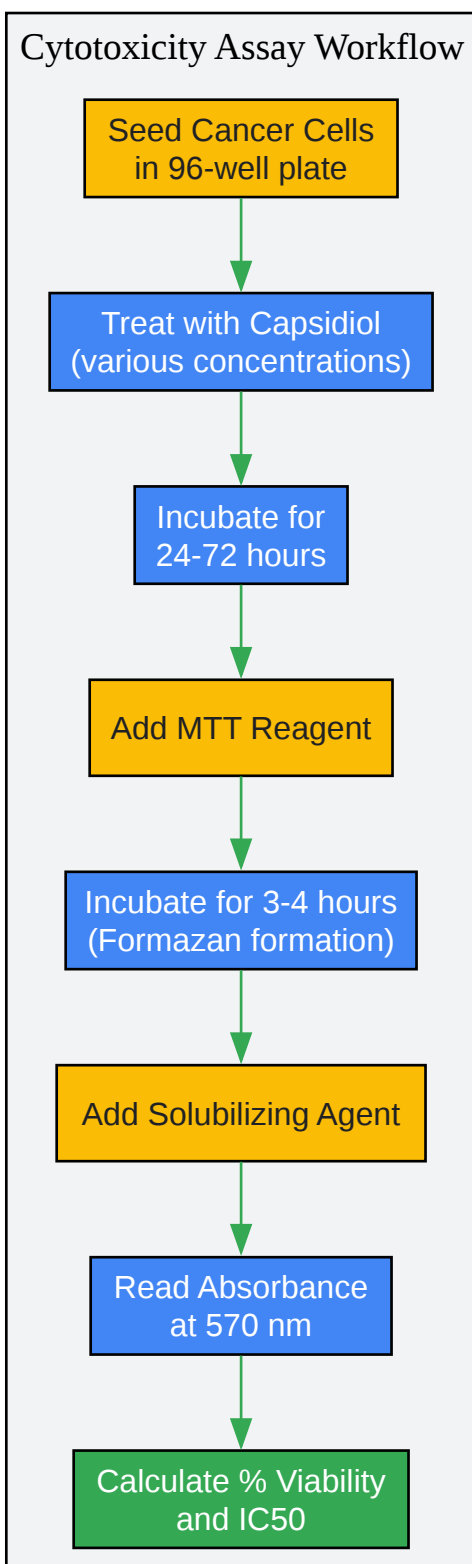 Cytotoxicity Assay Workflow
Seed Cancer Cells
in 96-well plate
Treat with Capsidiol
(various concentrations)
Incubate for
24-72 hours
Add MTT Reagent
Incubate for 3-4 hours
(Formazan formation)
Add Solubilizing Agent
Read Absorbance
at 570 nm
Calculate % Viability
and IC50